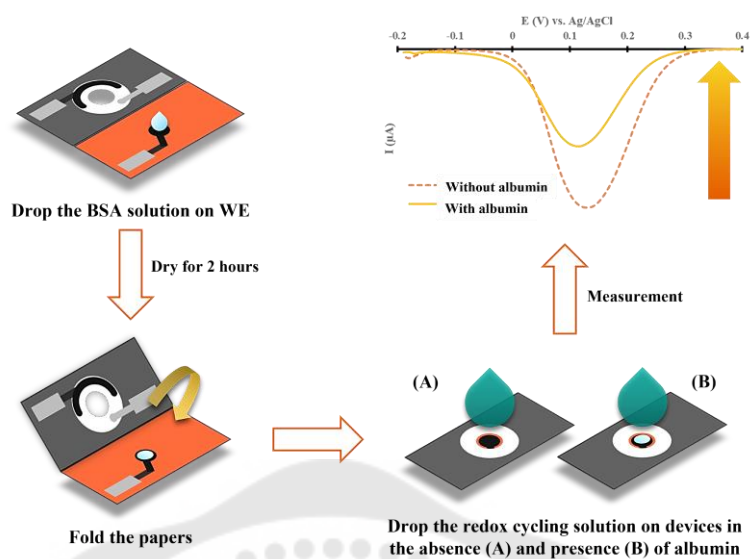 E (V) vs. Ag/AgCl
-0.2 -0.1 0 0.1 0.2 0.3 0.4
I (µA)
Without albumin
With albumin
Drop the BSA solution on WE
Dry for 2 hours
Measurement
(A) (B)
Fold the papers
Drop the redox cycling solution on devices in
the absence (A) and presence (B) of albumin